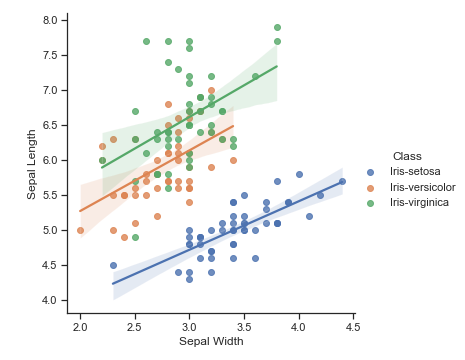 8.0
7.5
7.0
6.5
6.0
5.5
5.0
4.5
4.0
Sepal Length
2.0 2.5 3.0 3.5 4.0 4.5
Sepal Width
Class
Iris-setosa
Iris-versicolor
Iris-virginica